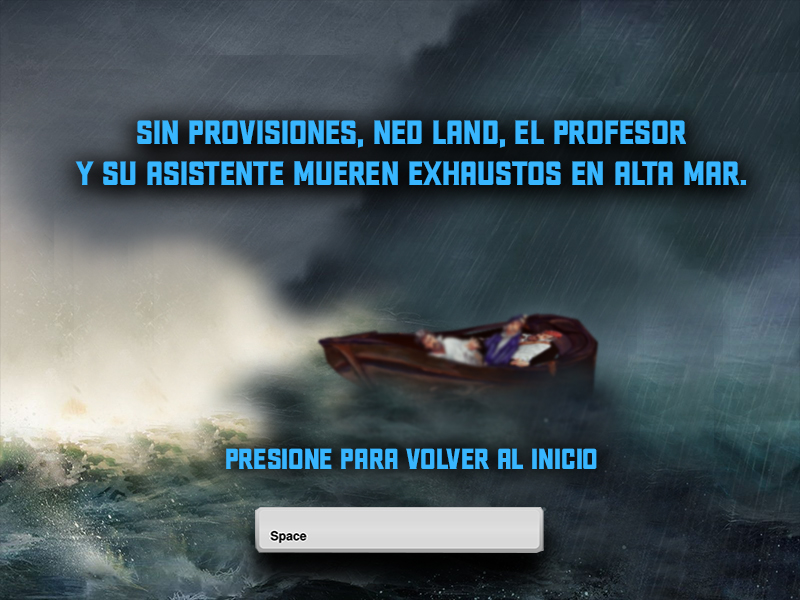 SIN PROVISIONES, NED LAND, EL PROFESOR
Y SU ASISTENTE MUEREN EXHAUSTOS EN ALTA MAR.
PRESIONE PARA VOLVER AL INICIO
Space